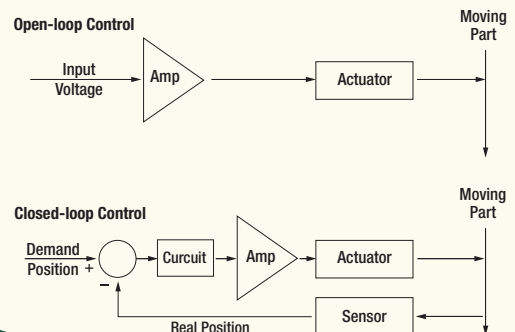 Open-loop Control
Moving
Part
Input
Voltage
Amp
Actuator
Closed-loop Control
Moving
Part
Demand
Position +
−
Curcuit
Amp
Actuator
Sensor
Real Position